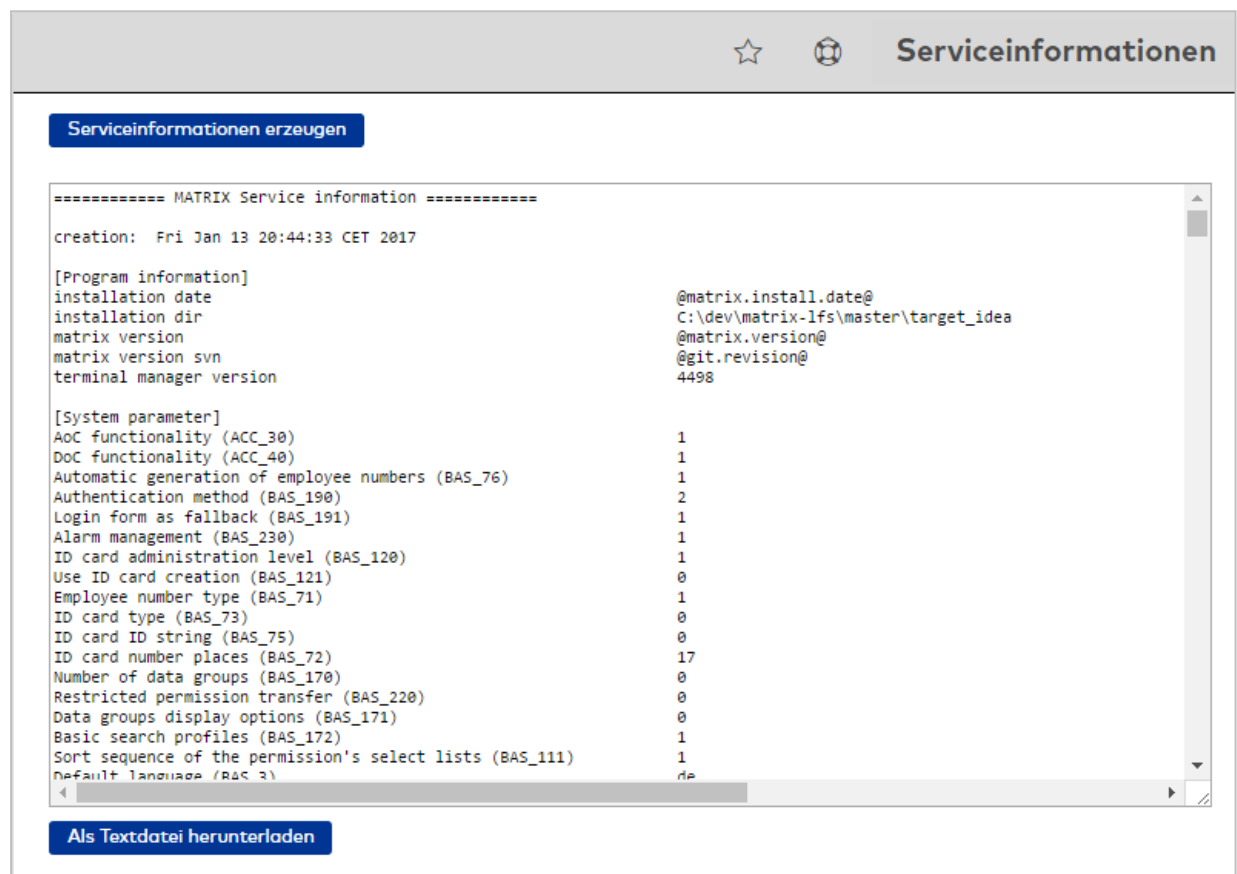 Serviceinformationen
Serviceinformationen erzeugen
============ MATRIX Service information ============
creation:  Fri Jan 13 20:44:33 CET 2017
[Program information]
installation date @matrix.install.date@
installation dir C:\dev\matrix-lfs\master\target_idea
matrix version @matrix.version@
matrix version svn @git.revision@
terminal manager version 4498
[System parameter]
AoC functionality (ACC_30) 1
DoC functionality (ACC_40) 1
Automatic generation of employee numbers (BAS_76) 1
Authentication method (BAS_190) 2
Login form as fallback (BAS_191) 1
Alarm management (BAS_230) 1
ID card administration level (BAS_120) 1
Use ID card creation (BAS_121) 0
Employee number type (BAS_71) 1
ID card type (BAS_73) 0
ID card ID string (BAS_75) 0
ID card number places (BAS_72) 17
Number of data groups (BAS_170) 0
Restricted permission transfer (BAS_220) 0
Data groups display options (BAS_171) 0
Basic search profiles (BAS_172) 1
Sort sequence of the permission's select lists (BAS_111) 1
Default language (BAS_3) de
Als Textdatei herunterladen